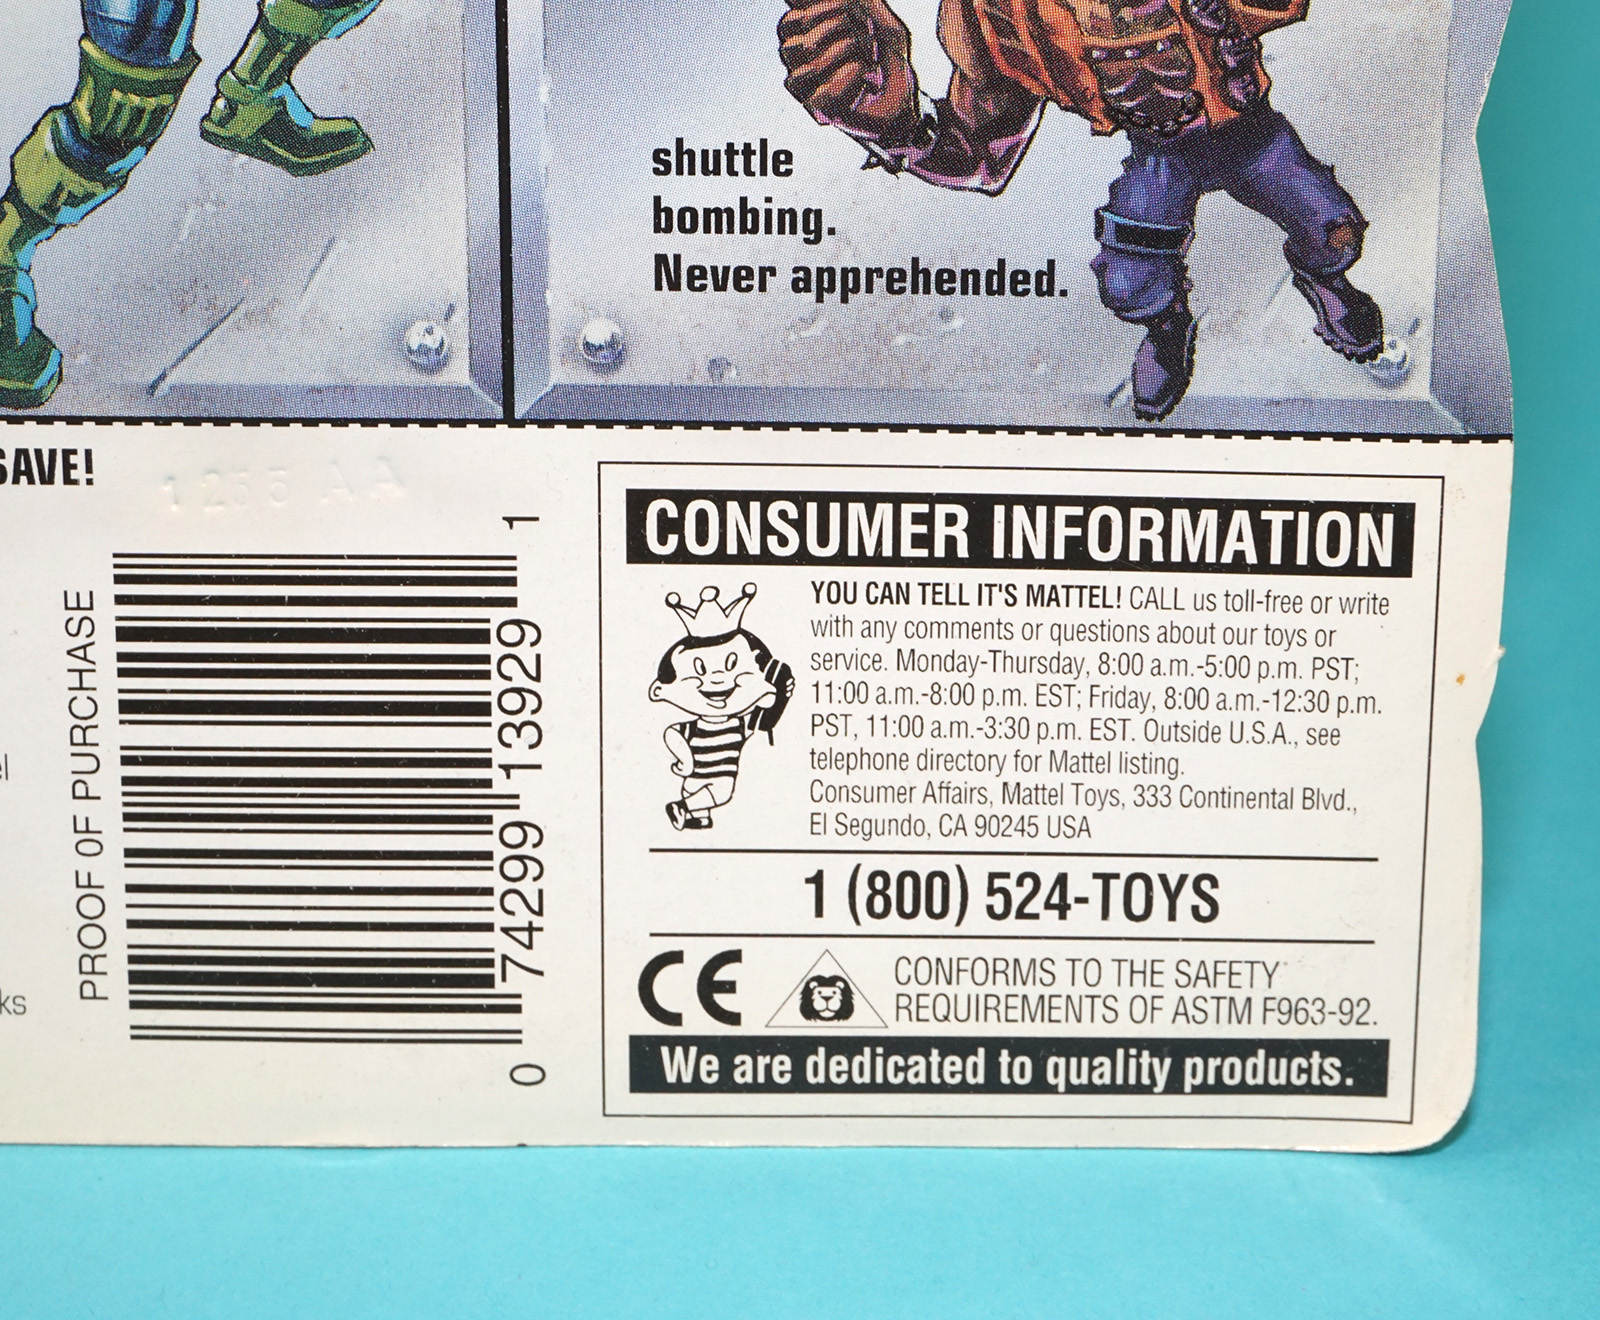 shuttle
bombing.
Never apprehended.
SAVE!
1235 AA
PROOF OF PURCHASE
0 74299 13929 1
el
ks
CONSUMER INFORMATION
YOU CAN TELL IT'S MATTEL! CALL us toll-free or write
with any comments or questions about our toys or
service. Monday-Thursday, 8:00 a.m.-5:00 p.m. PST;
11:00 a.m.-8:00 p.m. EST; Friday, 8:00 a.m.-12:30 p.m.
PST, 11:00 a.m.-3:30 p.m. EST. Outside U.S.A., see
telephone directory for Mattel listing.
Consumer Affairs, Mattel Toys, 333 Continental Blvd.,
El Segundo, CA 90245 USA
1 (800) 524-TOYS
CE
CONFORMS TO THE SAFETY
REQUIREMENTS OF ASTM F963-92.
We are dedicated to quality products.